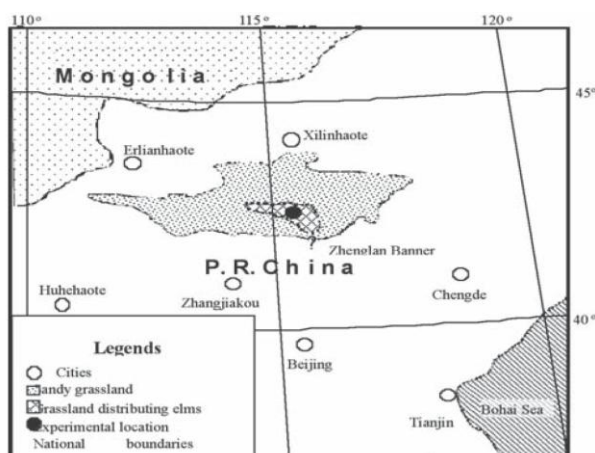 110° 115° 120°
Mongolia
45°
Xilinhaote
Erlianhaote
Zhenglan Banner
P.R.China
Huhehaote
Zhangjiakou
Chengde
40°
Legends
Cities
andy grassland
Grassland distributing elms
xperimental location
National boundaries
Beijing
Tianjin
Bohai Sea